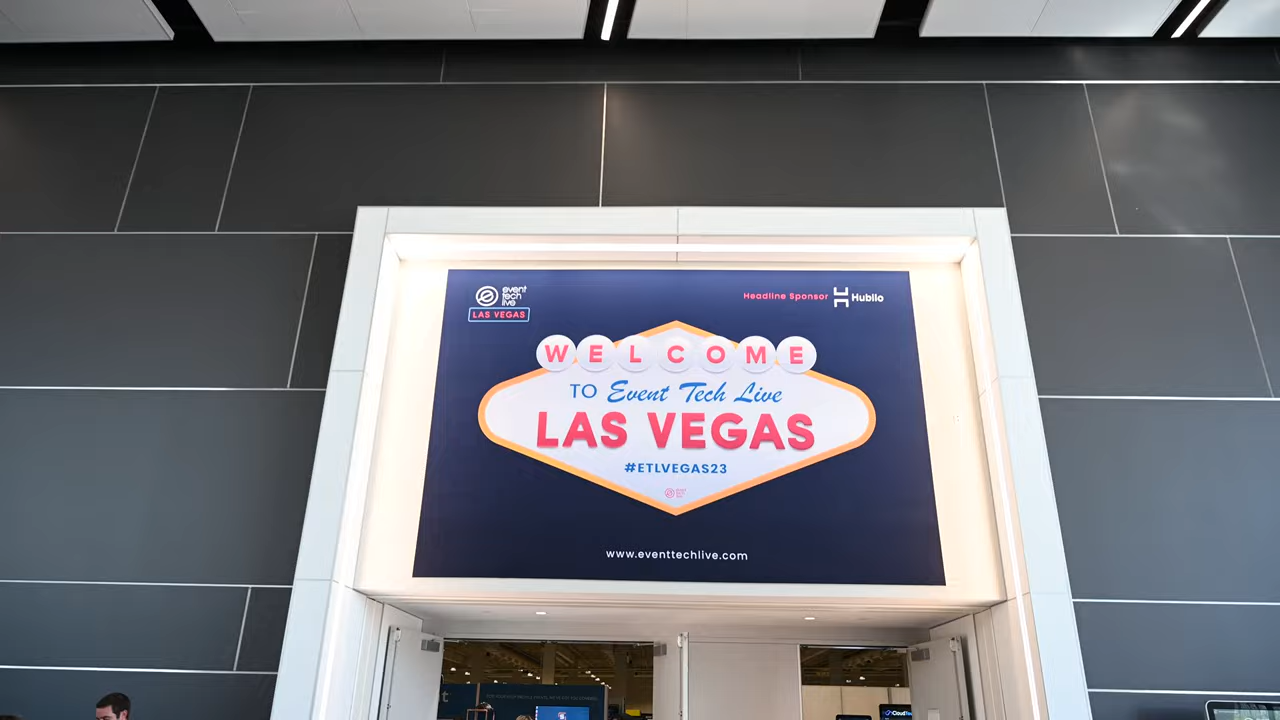 event
tech
live
LAS VEGAS
Headline Sponsor Hubilo
WELCOME
TO Event Tech Live
LAS VEGAS
#ETLVEGAS23
www.eventtechlive.com